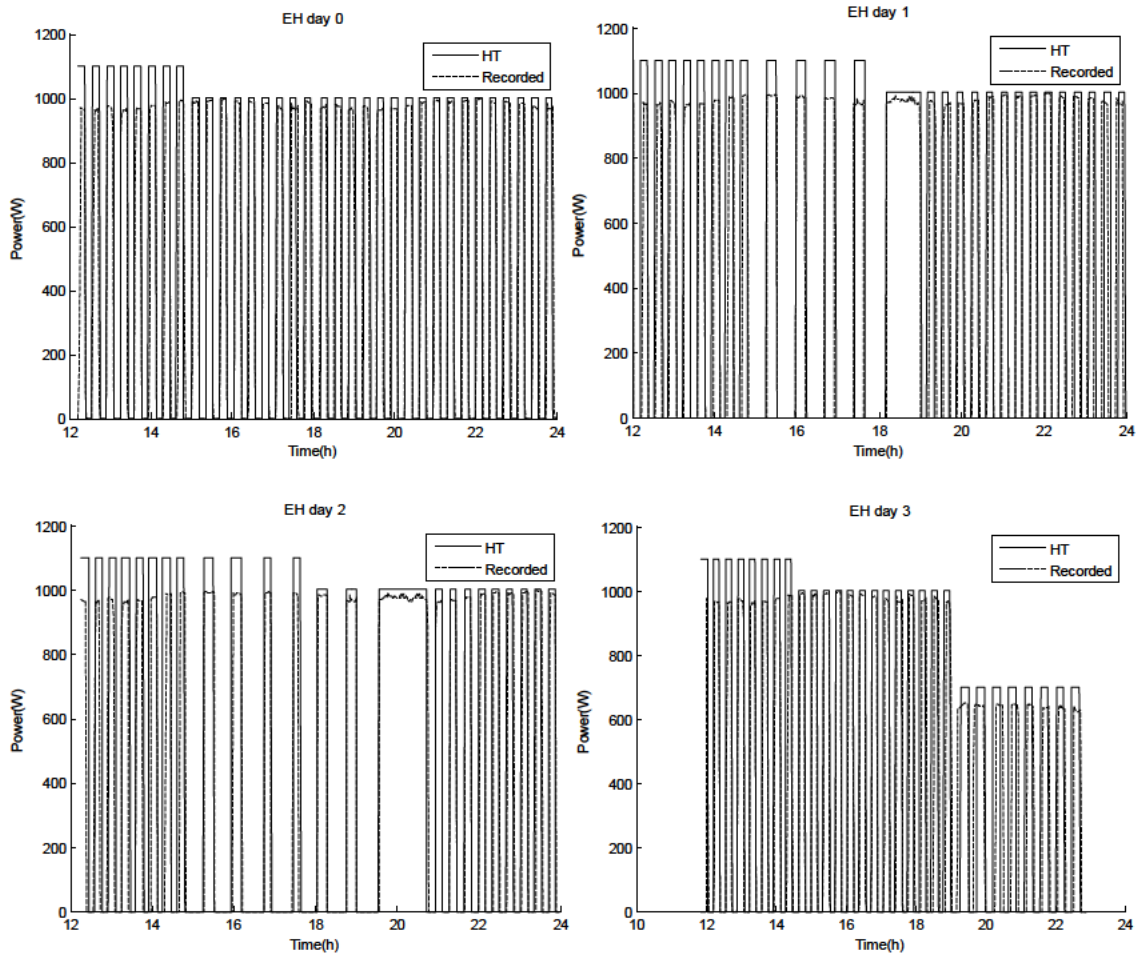 EH day 0
1200
1000
800
600
400
200
0
Power(W)
HT
Recorded
12 14 16 18 20 22 24
Time(h)
EH day 1
1200
1000
800
600
400
200
0
Power(W)
HT
Recorded
12 14 16 18 20 22 24
Time(h)
EH day 2
1200
1000
800
600
400
200
0
Power(W)
HT
Recorded
12 14 16 18 20 22 24
Time(h)
EH day 3
1200
1000
800
600
400
200
0
Power(W)
HT
Recorded
10 12 14 16 18 20 22 24
Time(h)